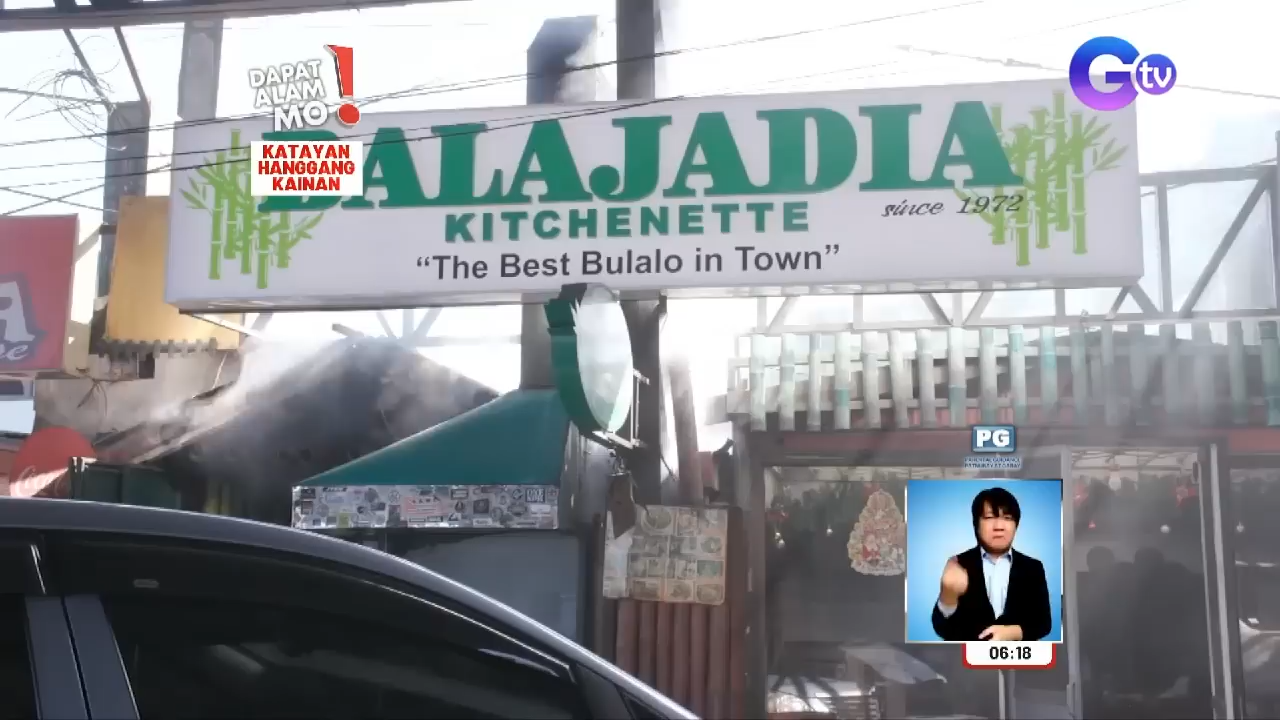 DAPAT
ALAM
MO!
KATAYAN
HANGGANG
KAINAN
Gtv
BALAJADIA
KITCHENETTE
since 1972
“The Best Bulalo in Town”
PG
06:18